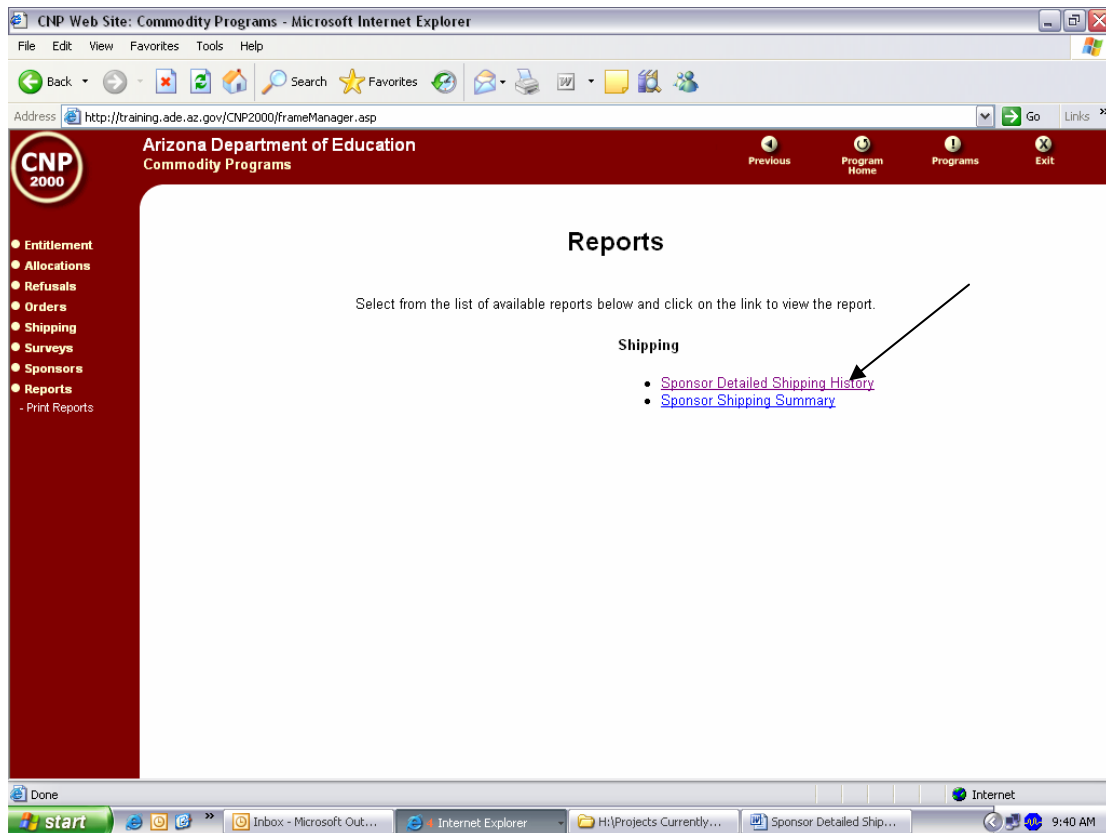 CNP Web Site: Commodity Programs - Microsoft Internet Explorer
File Edit View Favorites Tools Help
Back Search Favorites
Address http://training.ade.az.gov/CNP2000/frameManager.asp Go Links »
CNP 2000
Arizona Department of Education
Commodity Programs
Previous
Program Home
Programs
Exit
Entitlement
Allocations
Refusals
Orders
Shipping
Surveys
Sponsors
Reports
- Print Reports
Reports
Select from the list of available reports below and click on the link to view the report.
Shipping
Sponsor Detailed Shipping History
Sponsor Shipping Summary
Done Internet
start » Inbox - Microsoft Out... 4 Internet Explorer H:\Projects Currently... Sponsor Detailed Ship... 9:40 AM